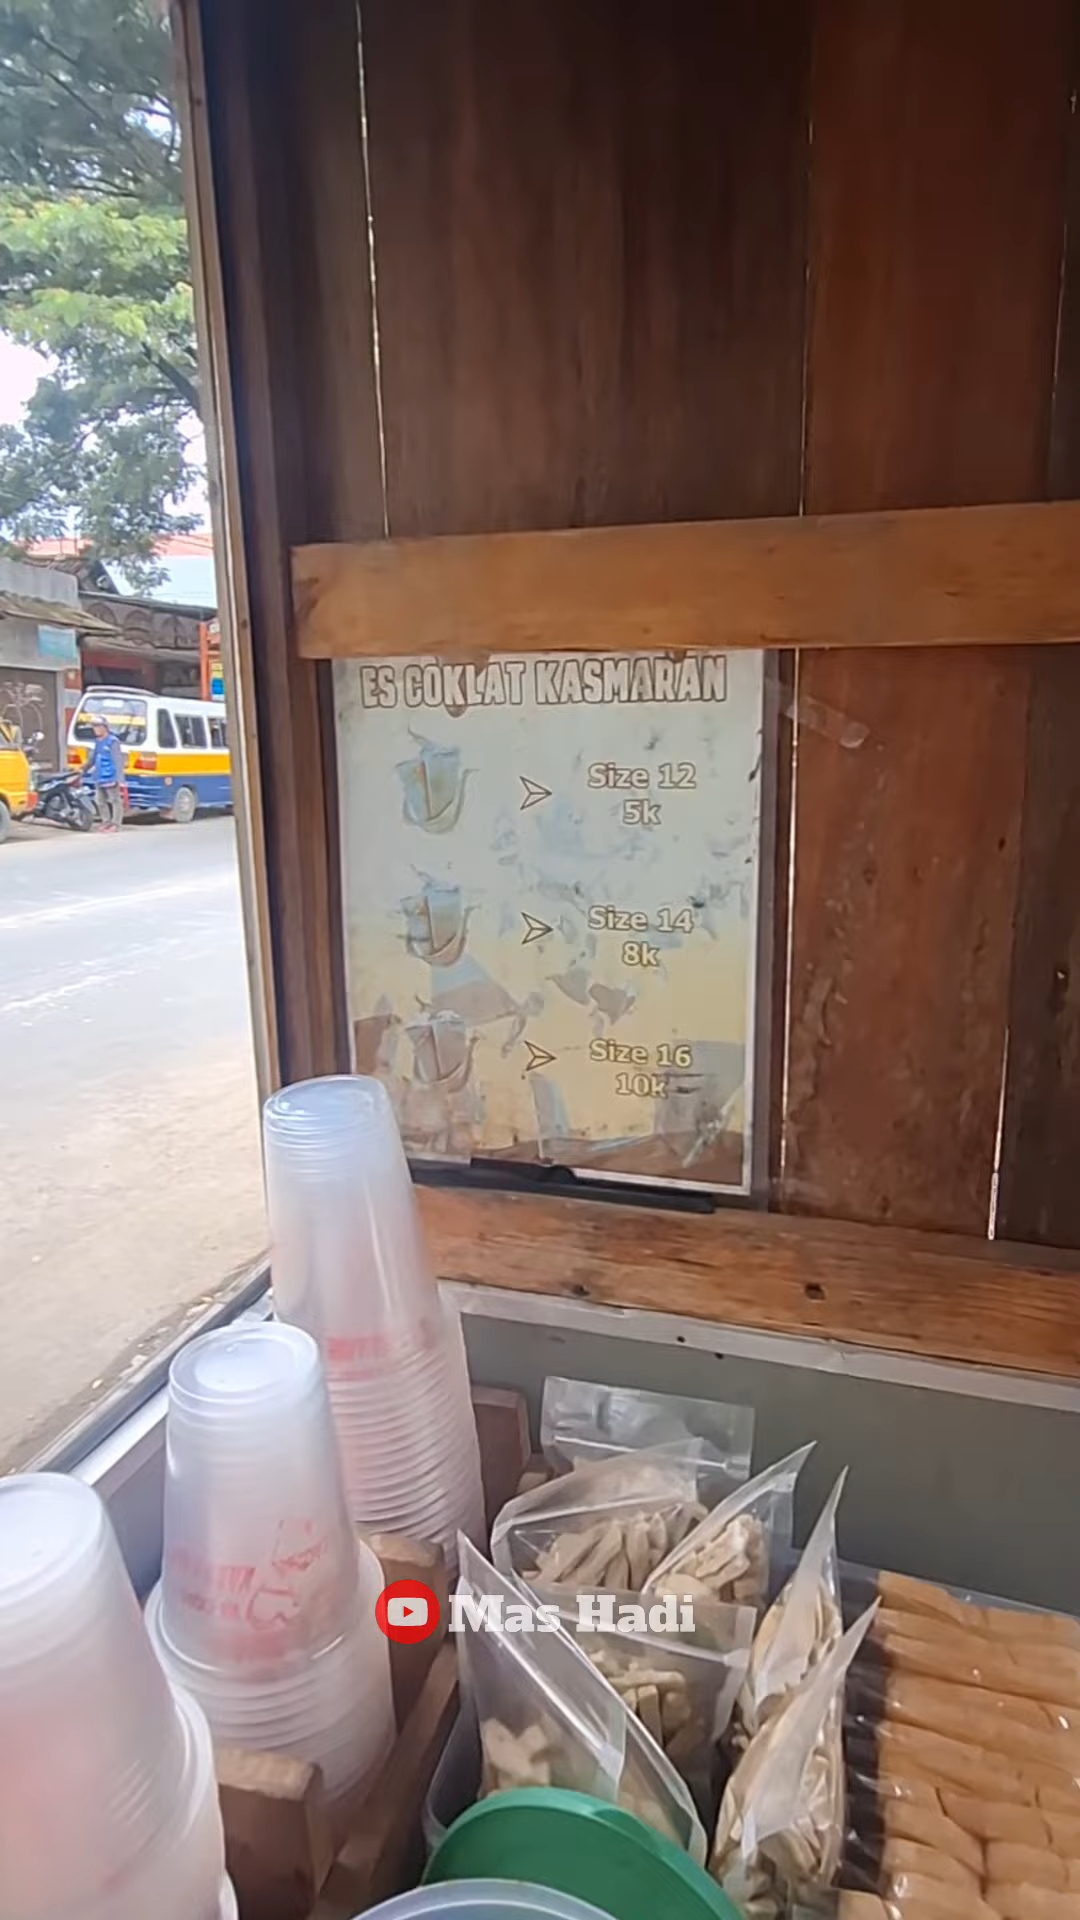 ES COKLAT KASMARAN
Size 12
5k
Size 14
8k
Size 16
10k
Mas Hadi